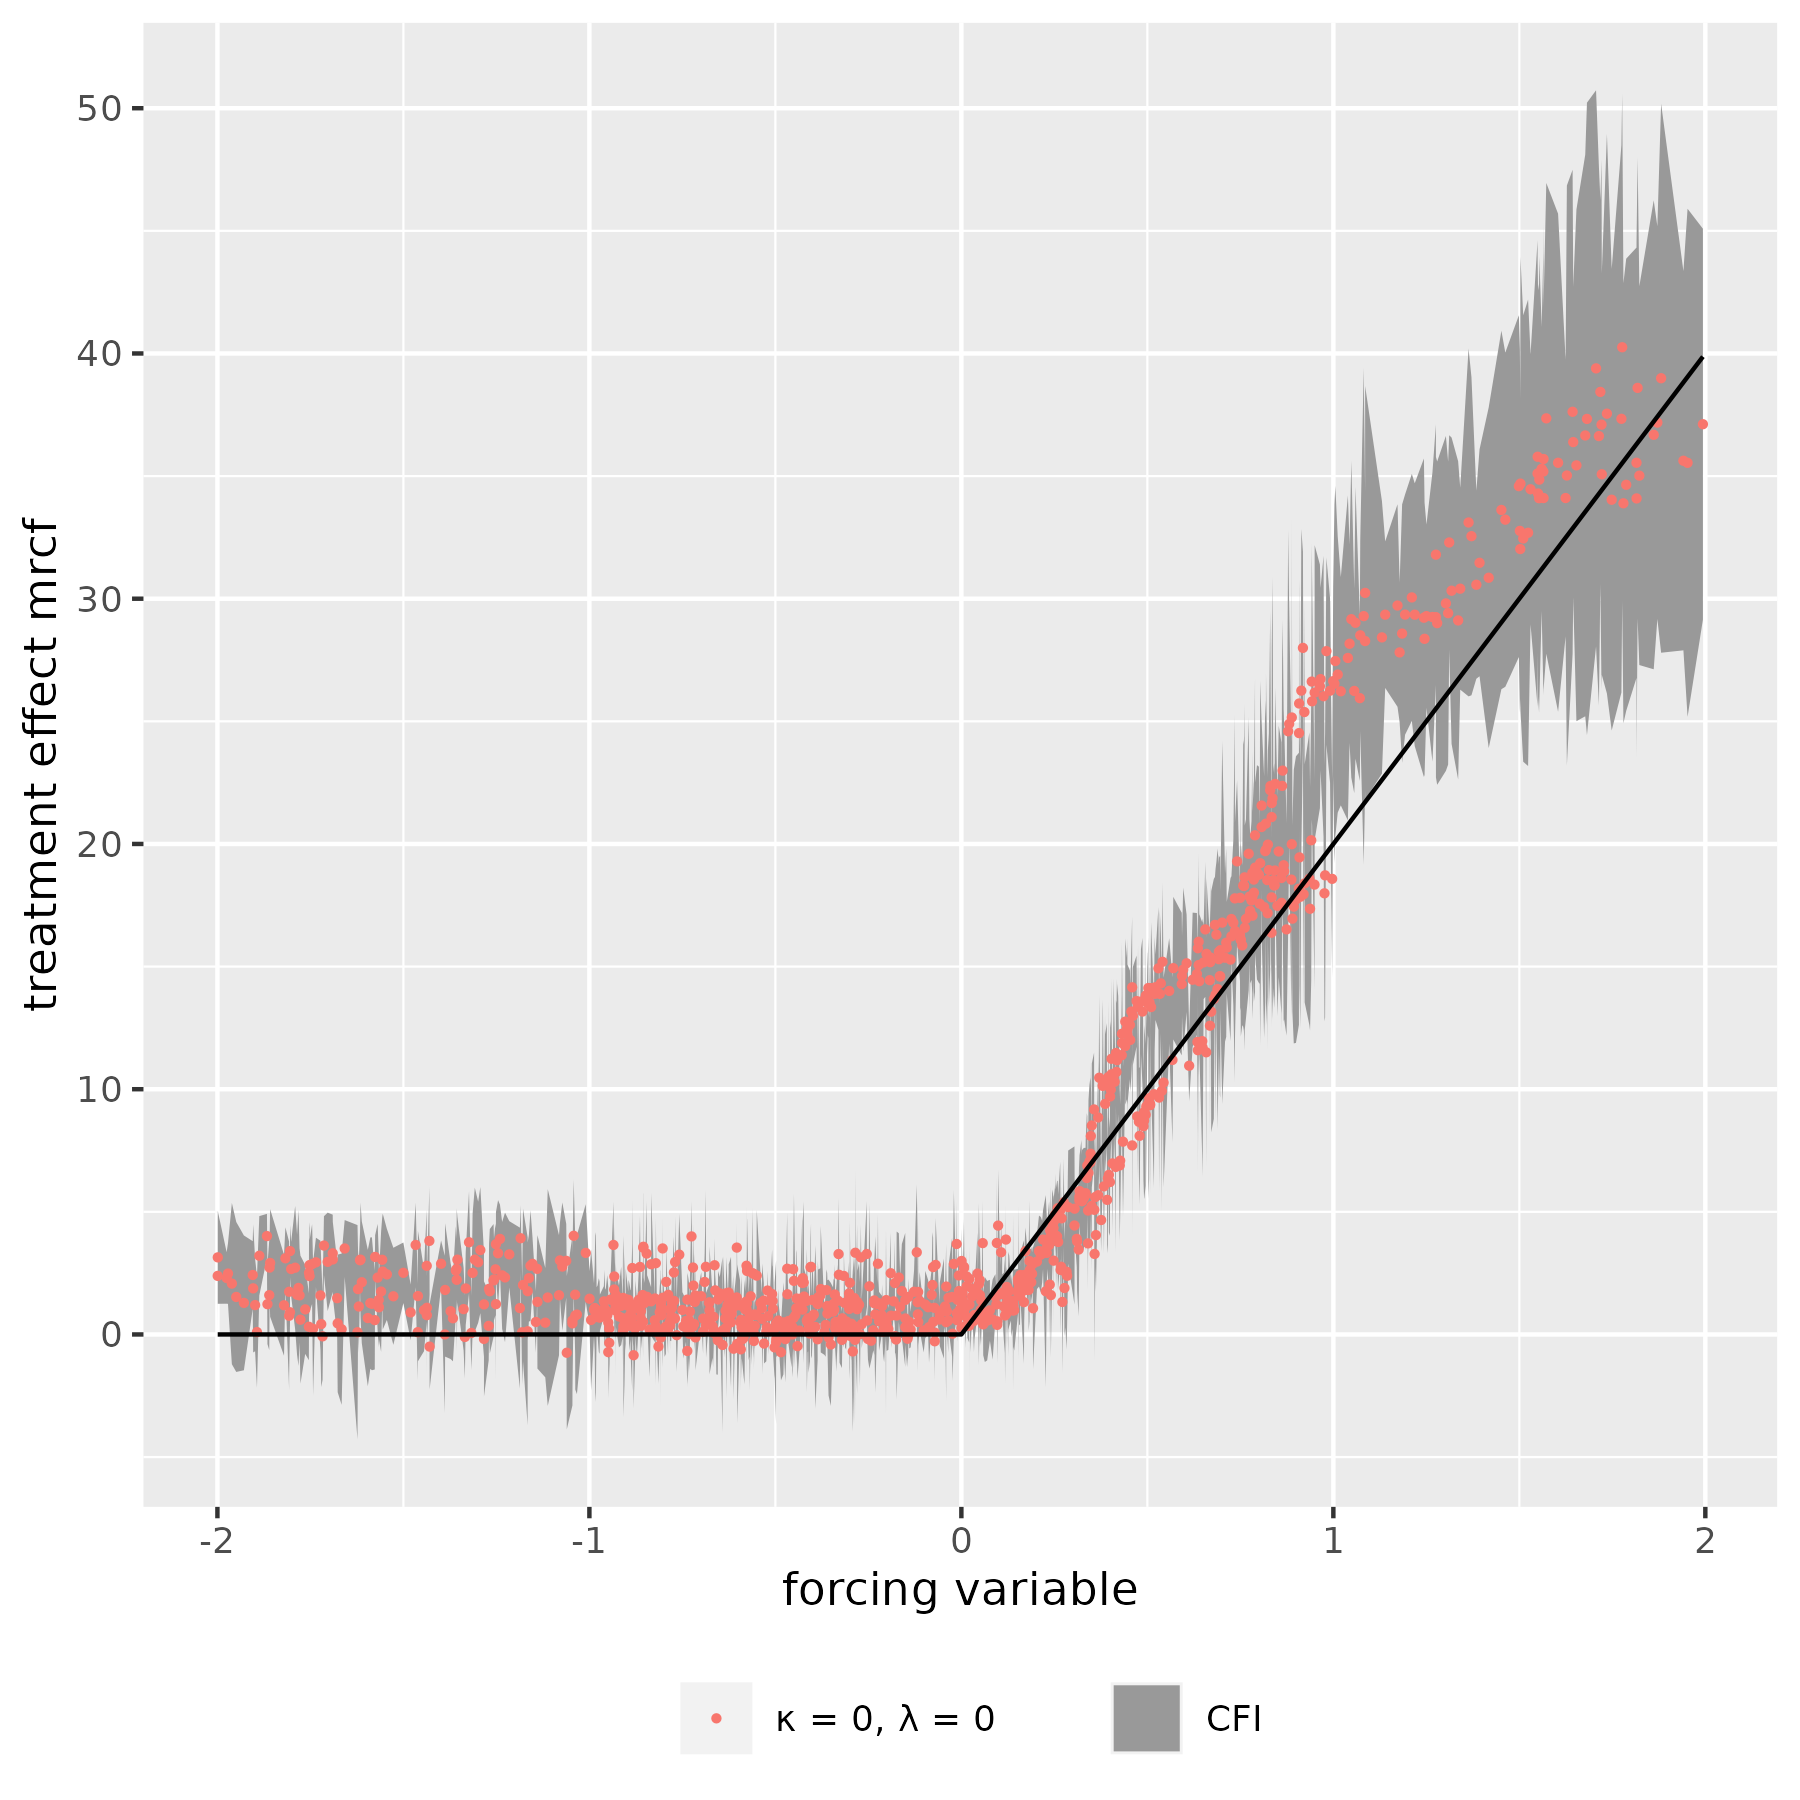 treatment effect mrcf
50
40
30
20
10
0
-2 -1 0 1 2
forcing variable
κ = 0, λ = 0 CFI